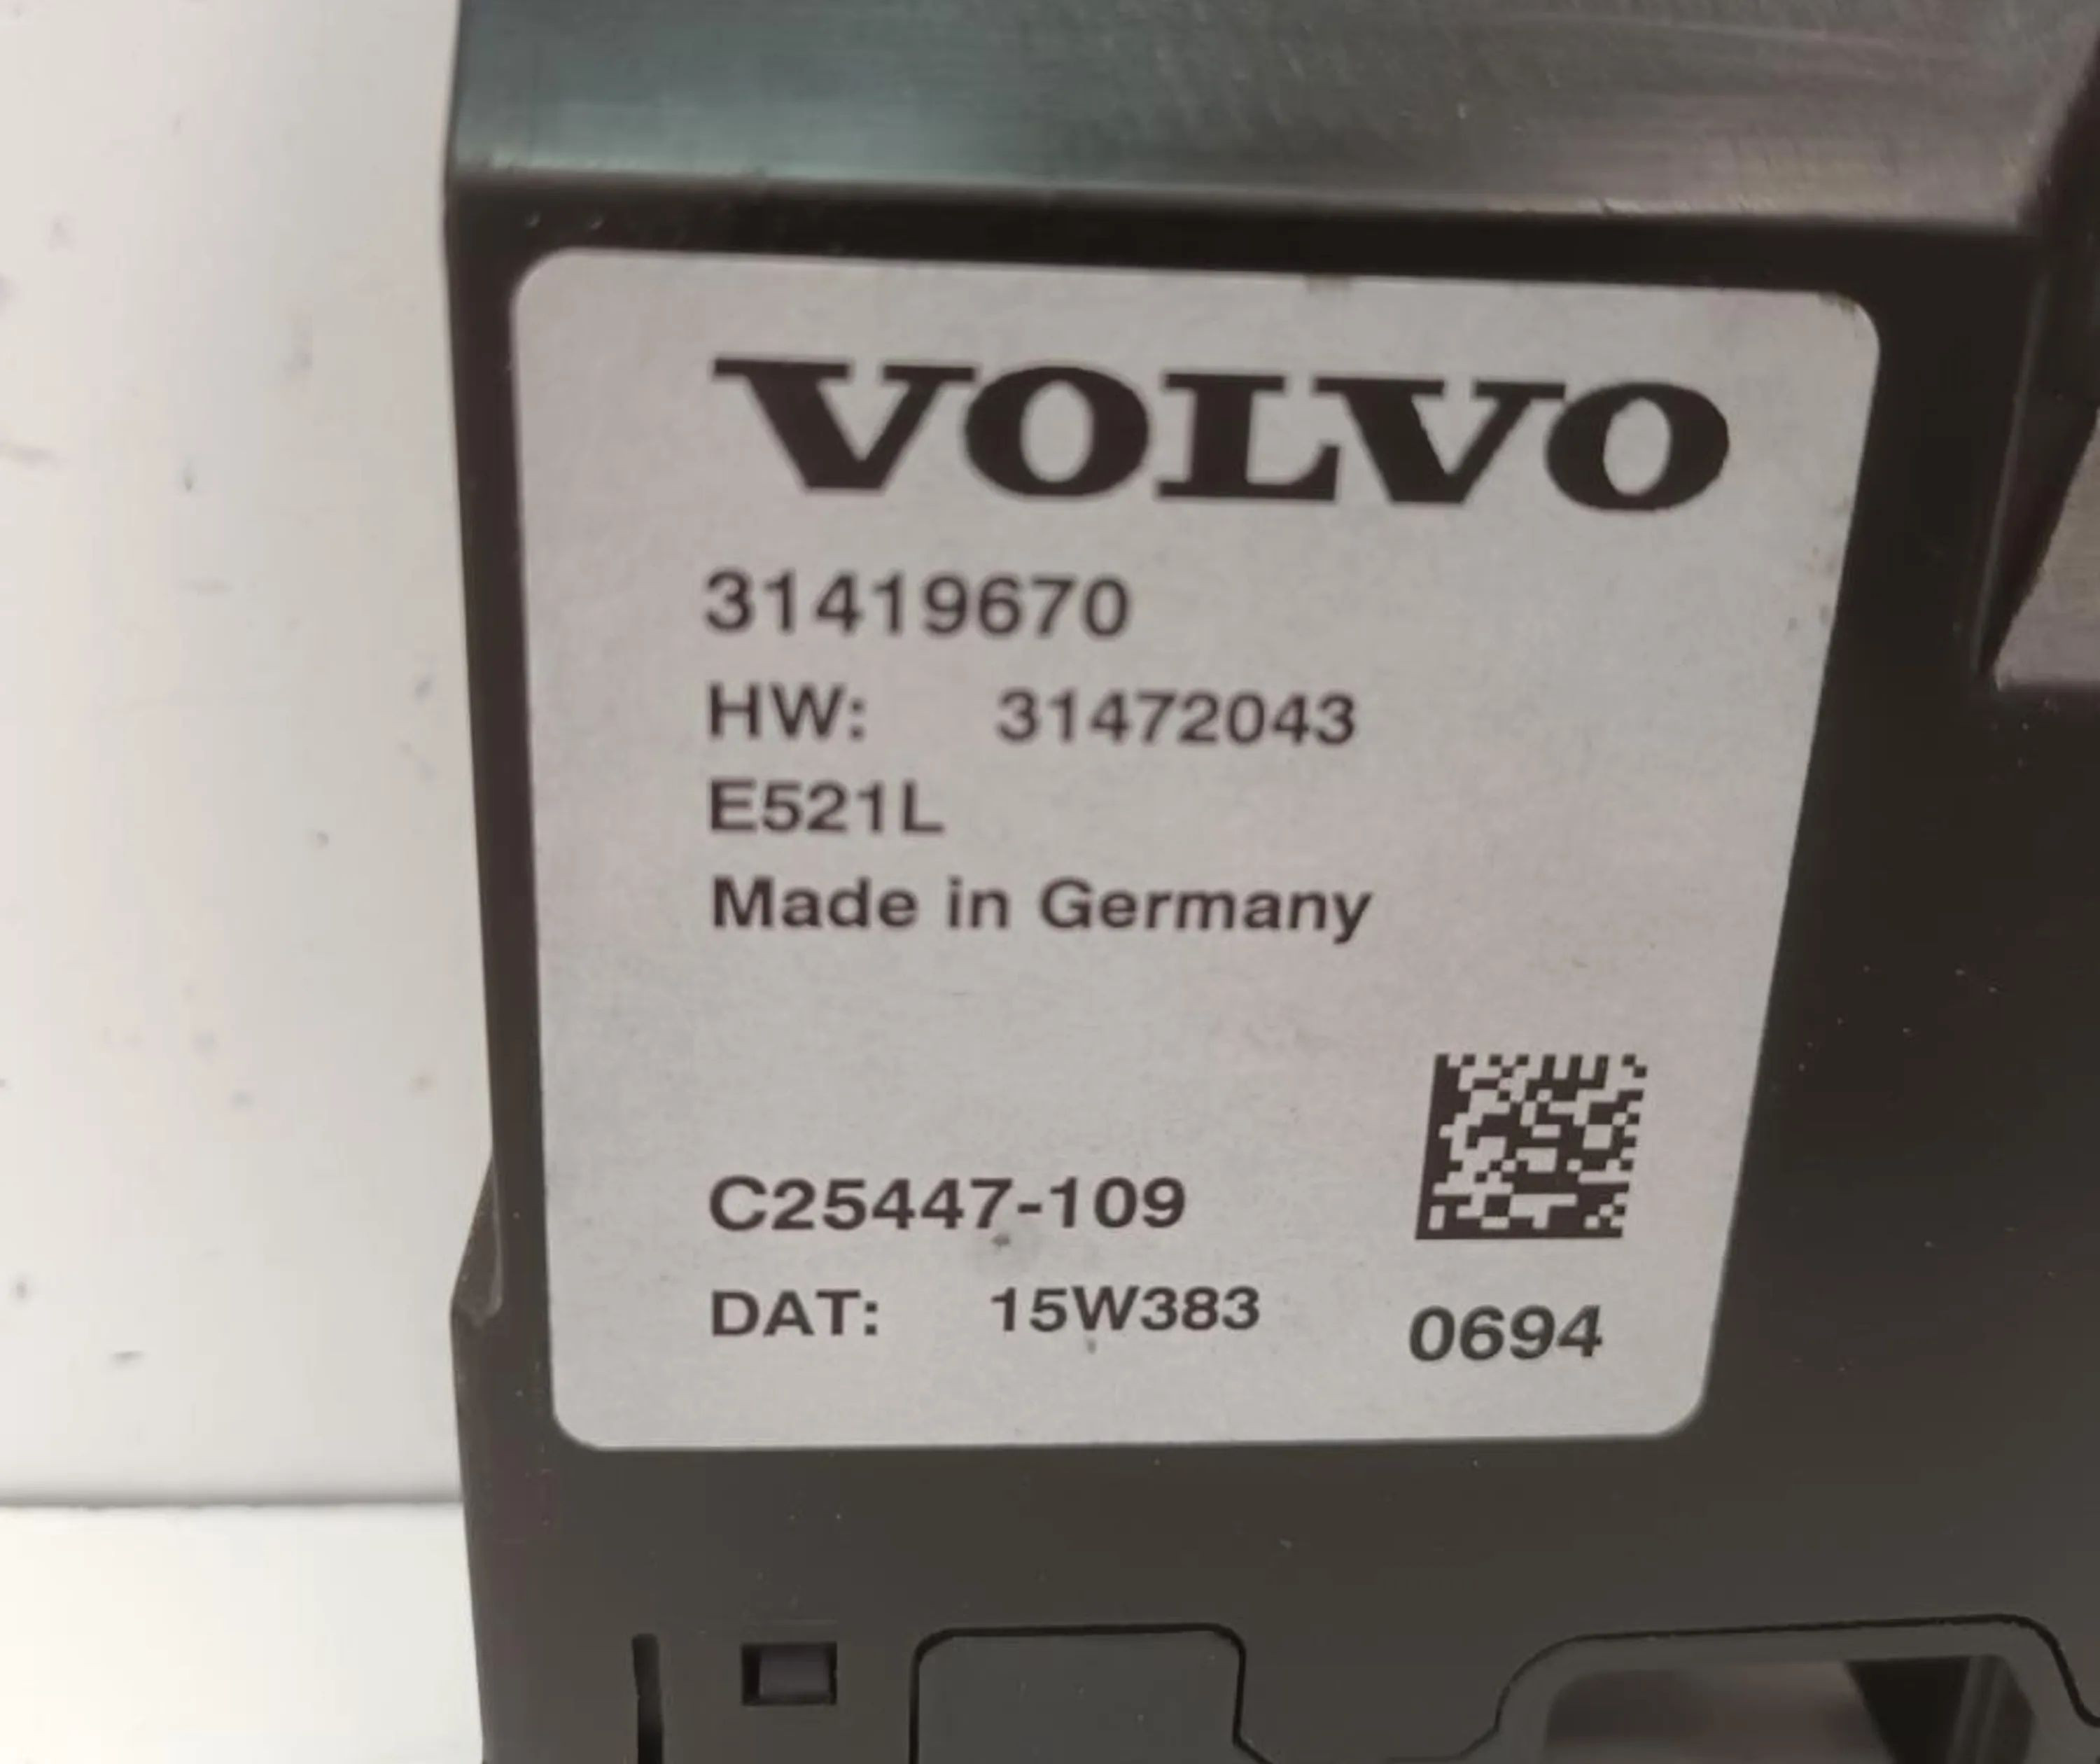 VOLVO
31419670
HW: 31472043
E521L
Made in Germany
C25447-109
DAT: 15W383 0694